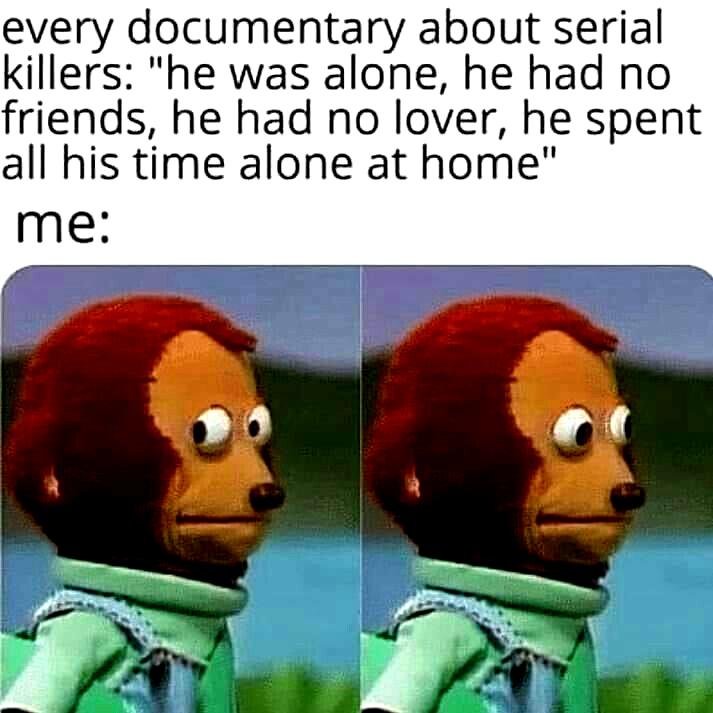 every documentary about serial
killers: "he was alone, he had no
friends, he had no lover, he spent
all his time alone at home"
me: